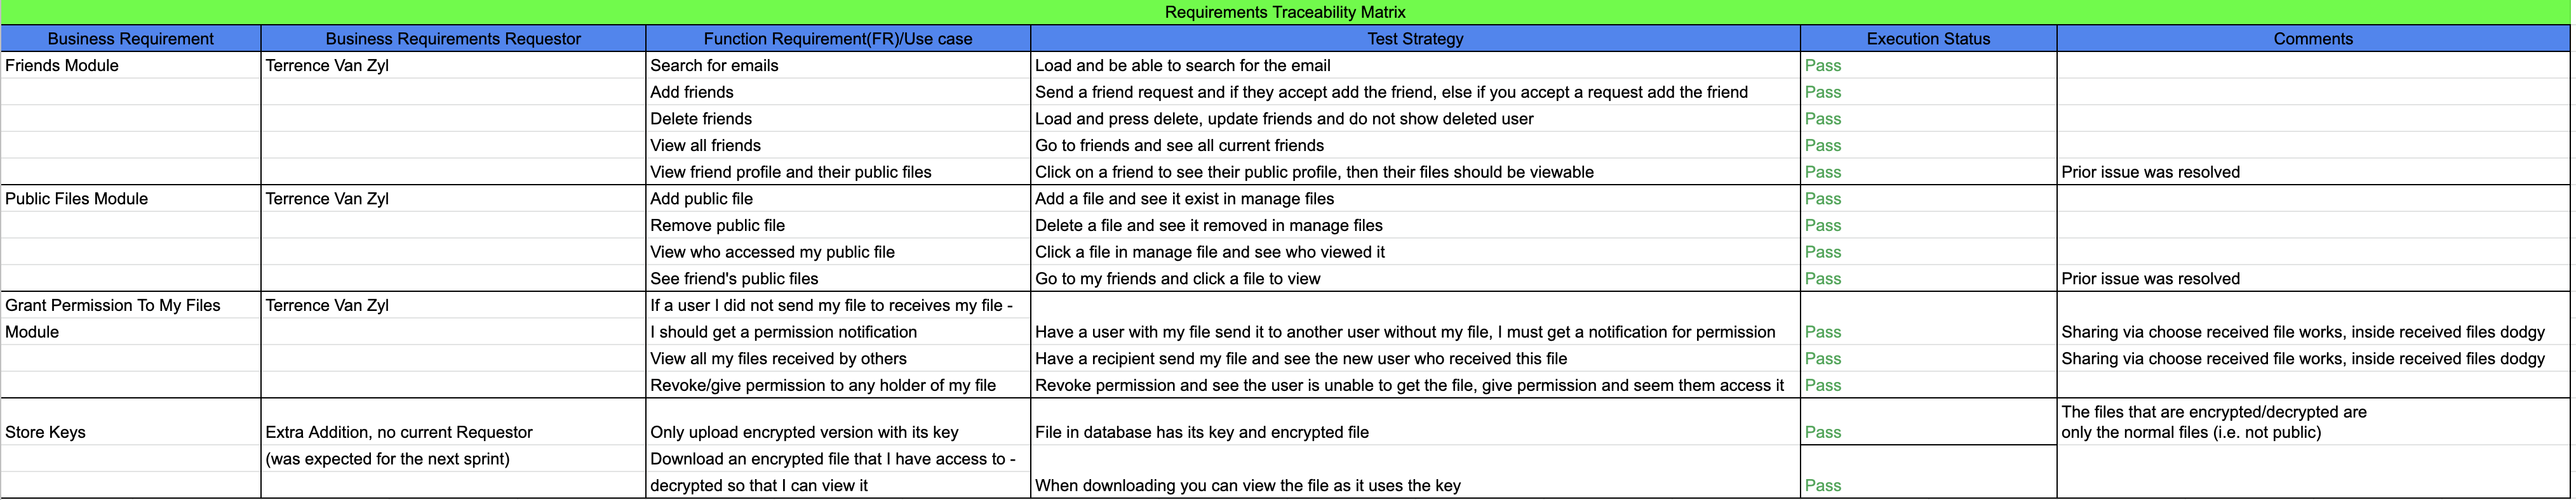 Requirements Traceability Matrix
Business Requirement Business Requirements Requestor Function Requirement(FR)/Use case Test Strategy Execution Status Comments
Friends Module Terrence Van Zyl Search for emails Load and be able to search for the email Pass
Add friends Send a friend request and if they accept add the friend, else if you accept a request add the friend Pass
Delete friends Load and press delete, update friends and do not show deleted user Pass
View all friends Go to friends and see all current friends Pass
View friend profile and their public files Click on a friend to see their public profile, then their files should be viewable Pass Prior issue was resolved
Public Files Module Terrence Van Zyl Add public file Add a file and see it exist in manage files Pass
Remove public file Delete a file and see it removed in manage files Pass
View who accessed my public file Click a file in manage file and see who viewed it Pass
See friend's public files Go to my friends and click a file to view Pass Prior issue was resolved
Grant Permission To My Files Terrence Van Zyl If a user I did not send my file to receives my file -
Module I should get a permission notification Have a user with my file send it to another user without my file, I must get a notification for permission Pass Sharing via choose received file works, inside received files dodgy
View all my files received by others Have a recipient send my file and see the new user who received this file Pass Sharing via choose received file works, inside received files dodgy
Revoke/give permission to any holder of my file Revoke permission and see the user is unable to get the file, give permission and seem them access it Pass
The files that are encrypted/decrypted are
Store Keys Extra Addition, no current Requestor Only upload encrypted version with its key File in database has its key and encrypted file Pass only the normal files (i.e. not public)
(was expected for the next sprint) Download an encrypted file that I have access to -
decrypted so that I can view it When downloading you can view the file as it uses the key Pass